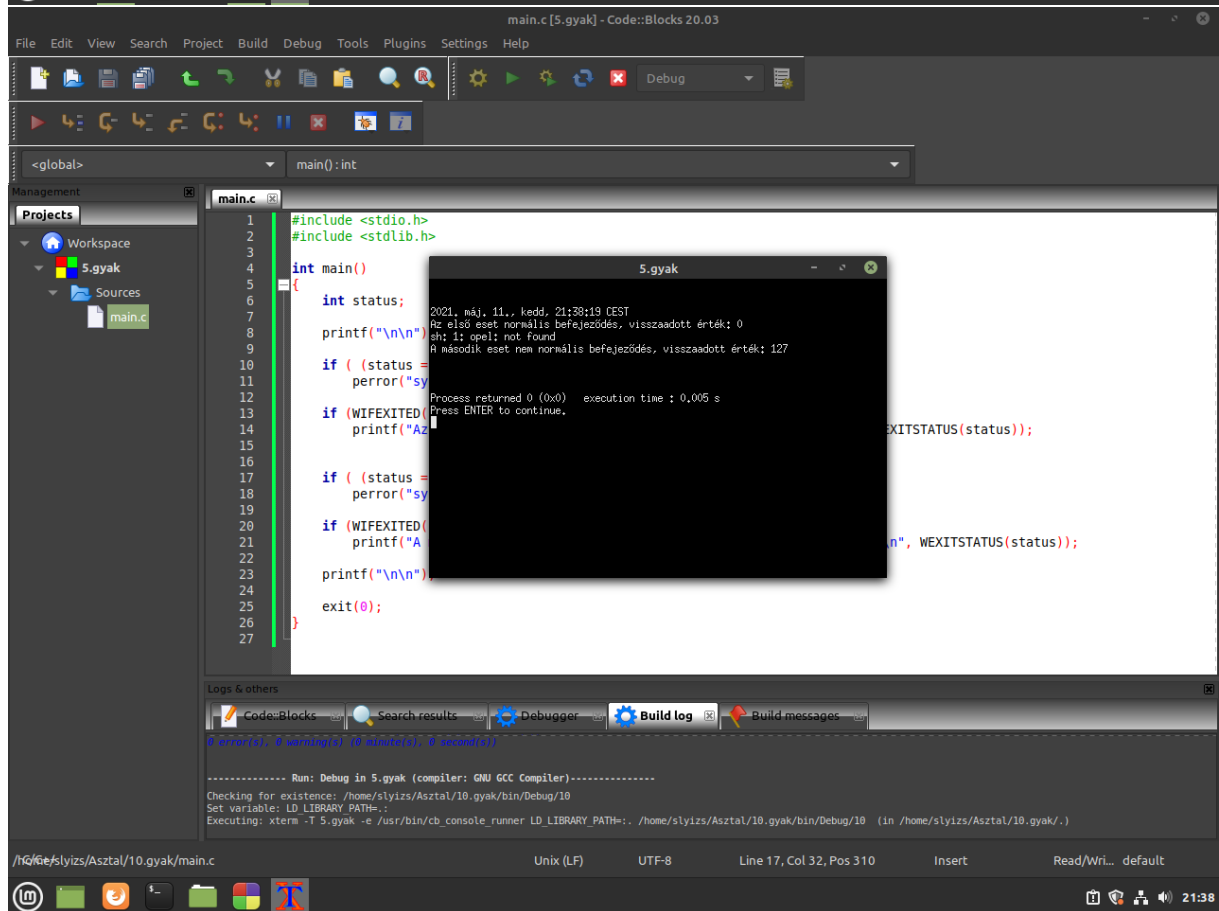 main.c [5.gyak] - Code::Blocks 20.03
File Edit View Search Project Build Debug Tools Plugins Settings Help
Debug
<global>
main() : int
Management
Projects
Workspace
5.gyak
Sources
main.c
main.c
1 #include <stdio.h>
2 #include <stdlib.h>
3
4 int main()
5 {
6 int status;
7
8 printf("\n\n")
9
10 if ( (status =
11 perror("sy
12
13 if (WIFEXITED(
14 printf("Az EXITSTATUS(status));
15
16
17 if ( (status =
18 perror("sy
19
20 if (WIFEXITED(
21 printf("A \n", WEXITSTATUS(status));
22
23 printf("\n\n")
24
25 exit(0);
26 }
27
5.gyak
2021. máj. 11., kedd, 21:38:19 CEST
Az első eset normális befejeződés, visszaadott érték: 0
sh: 1: opel: not found
A második eset nem normális befejeződés, visszaadott érték: 127
Process returned 0 (0x0) execution time : 0.005 s
Press ENTER to continue.
Logs & others
Code::Blocks
Search results
Debugger
Build log
Build messages
0 error(s), 0 warning(s) (0 minute(s), 0 second(s))
-------------- Run: Debug in 5.gyak (compiler: GNU GCC Compiler)---------------
Checking for existence: /home/slyizs/Asztal/10.gyak/bin/Debug/10
Set variable: LD_LIBRARY_PATH=.:
Executing: xterm -T 5.gyak -e /usr/bin/cb_console_runner LD_LIBRARY_PATH=:. /home/slyizs/Asztal/10.gyak/bin/Debug/10 (in /home/slyizs/Asztal/10.gyak/.)
/home/slyizs/Asztal/10.gyak/main.c
Unix (LF) UTF-8 Line 17, Col 32, Pos 310 Insert Read/Wri... default
21:38